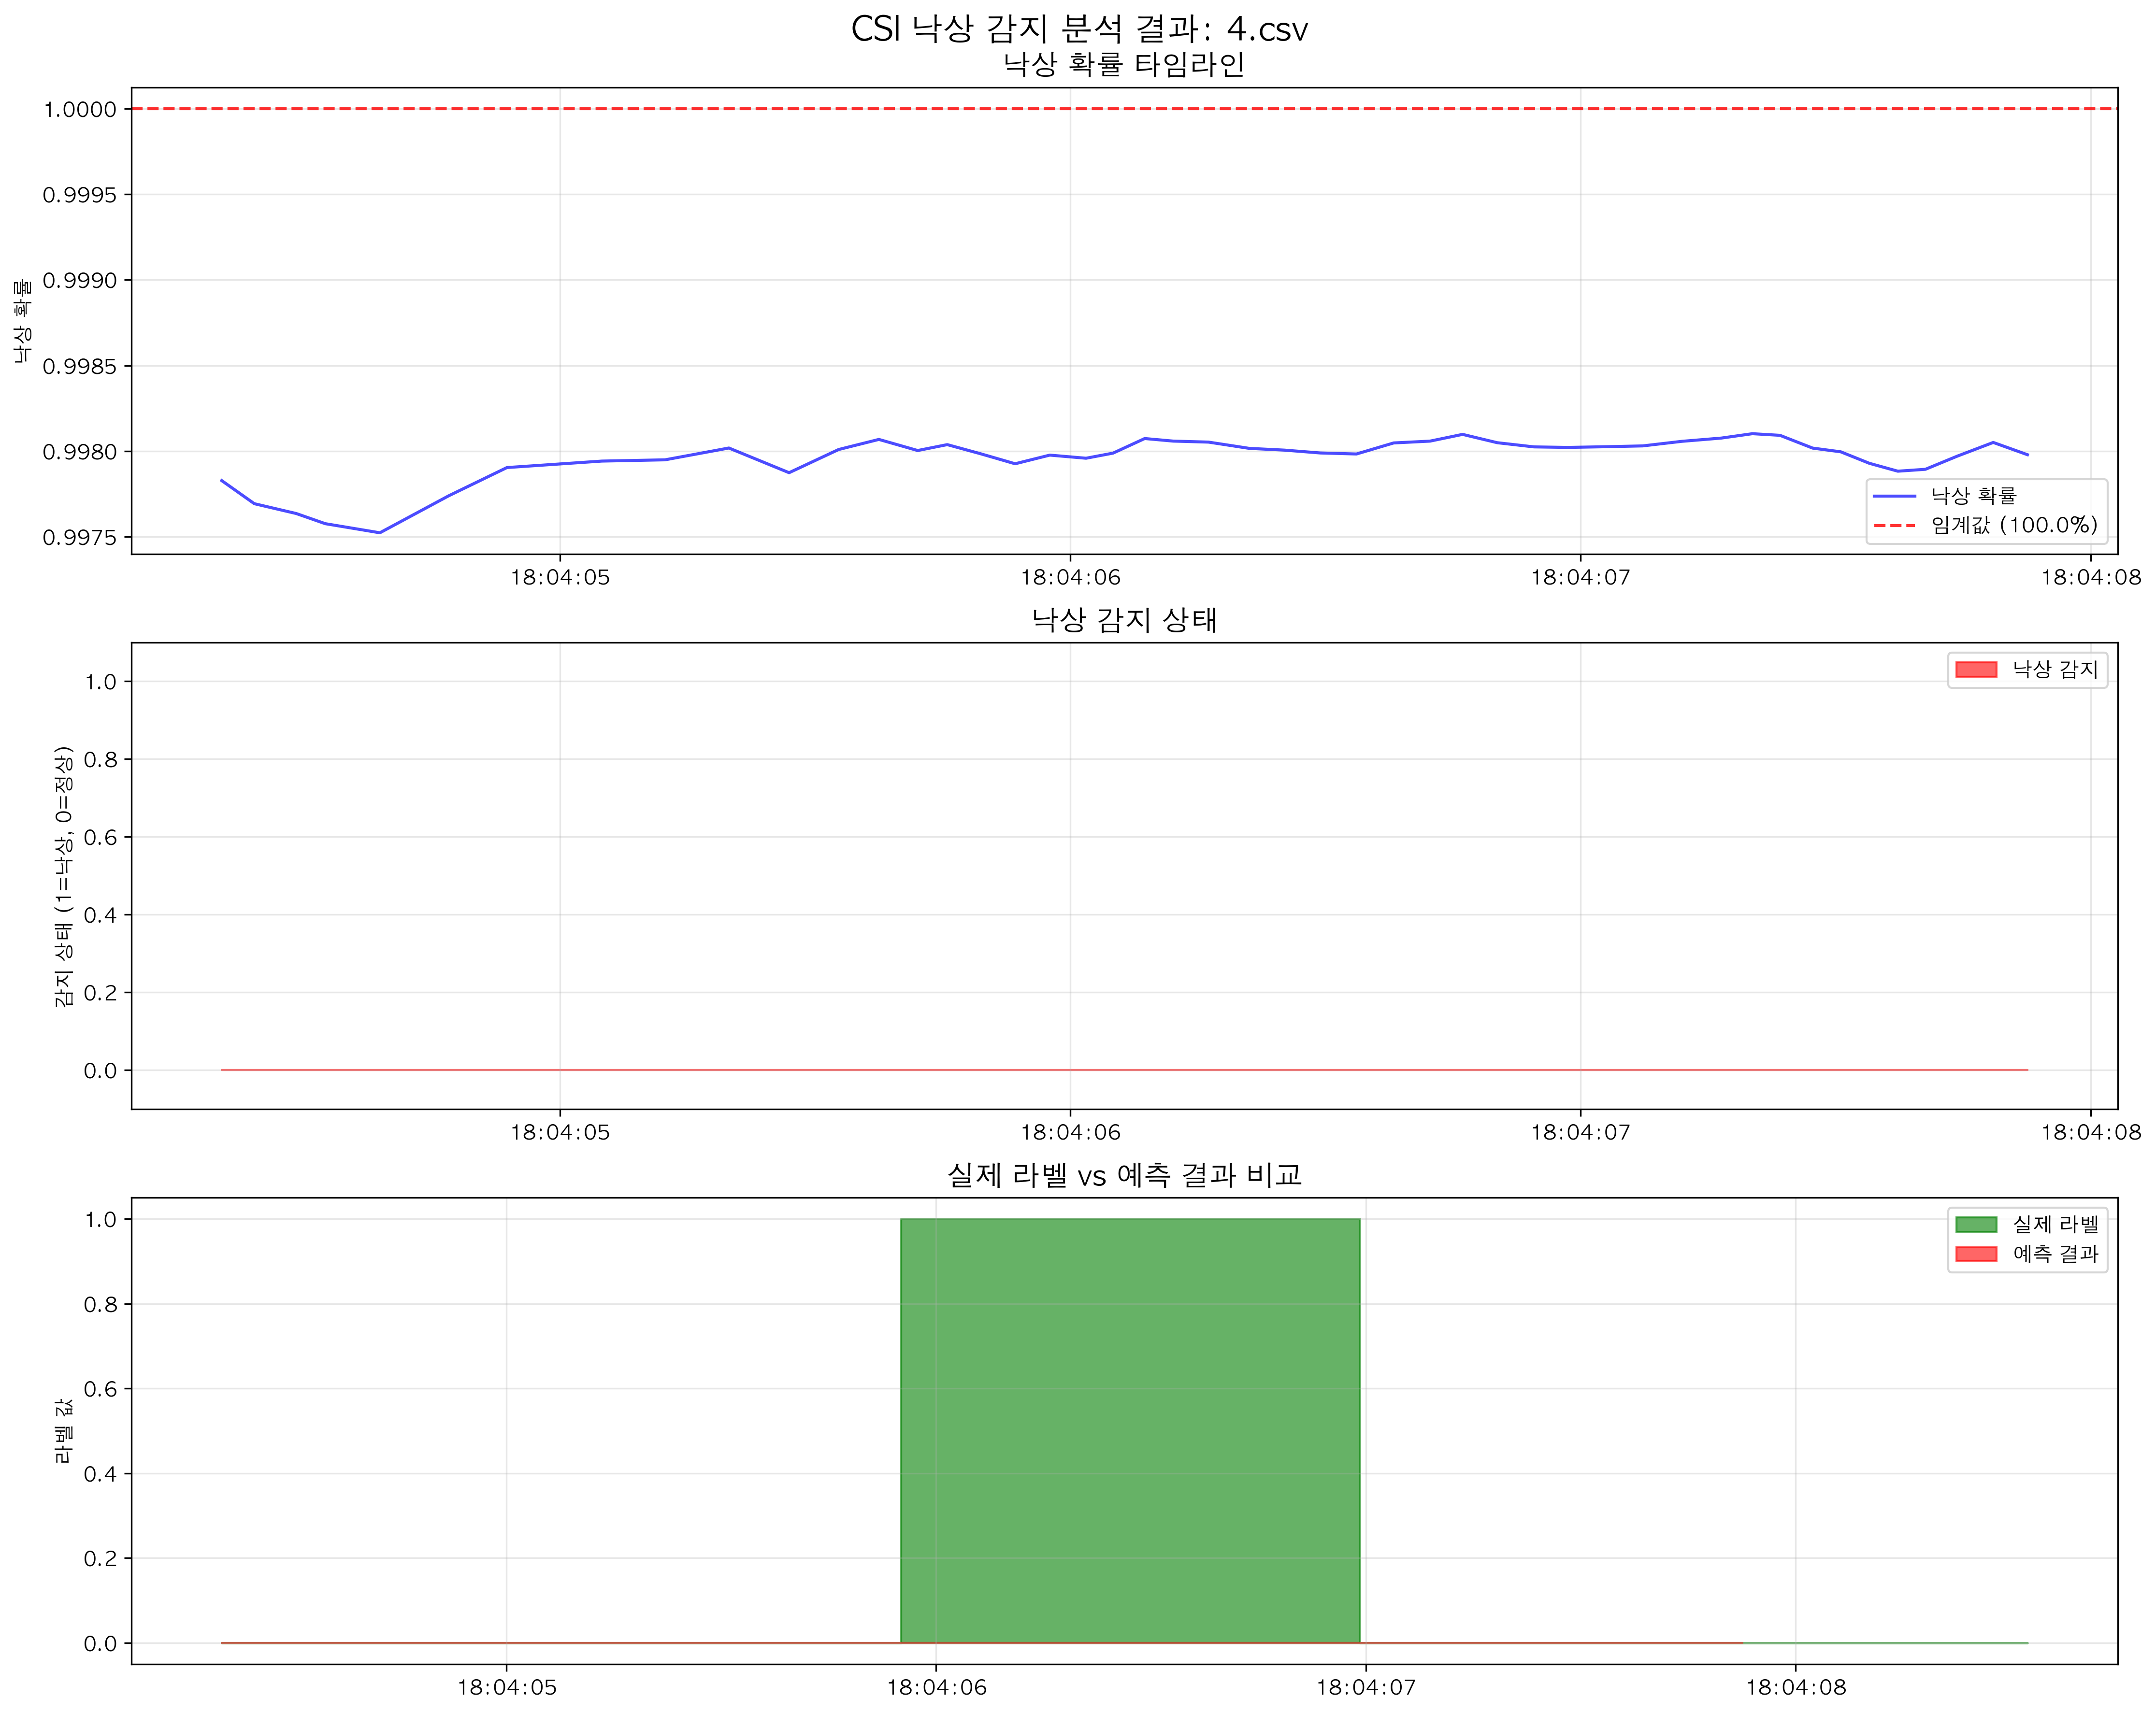 CSI 낙상 감지 분석 결과: 4.csv
낙상 확률 타임라인
낙상 확률
1.0000
0.9995
0.9990
0.9985
0.9980
0.9975
낙상 확률
임계값 (100.0%)
18:04:05
18:04:06
18:04:07
18:04:08
낙상 감지 상태
감지 상태 (1=낙상, 0=정상)
1.0
0.8
0.6
0.4
0.2
0.0
낙상 감지
18:04:05
18:04:06
18:04:07
18:04:08
실제 라벨 vs 예측 결과 비교
라벨 값
1.0
0.8
0.6
0.4
0.2
0.0
실제 라벨
예측 결과
18:04:05
18:04:06
18:04:07
18:04:08